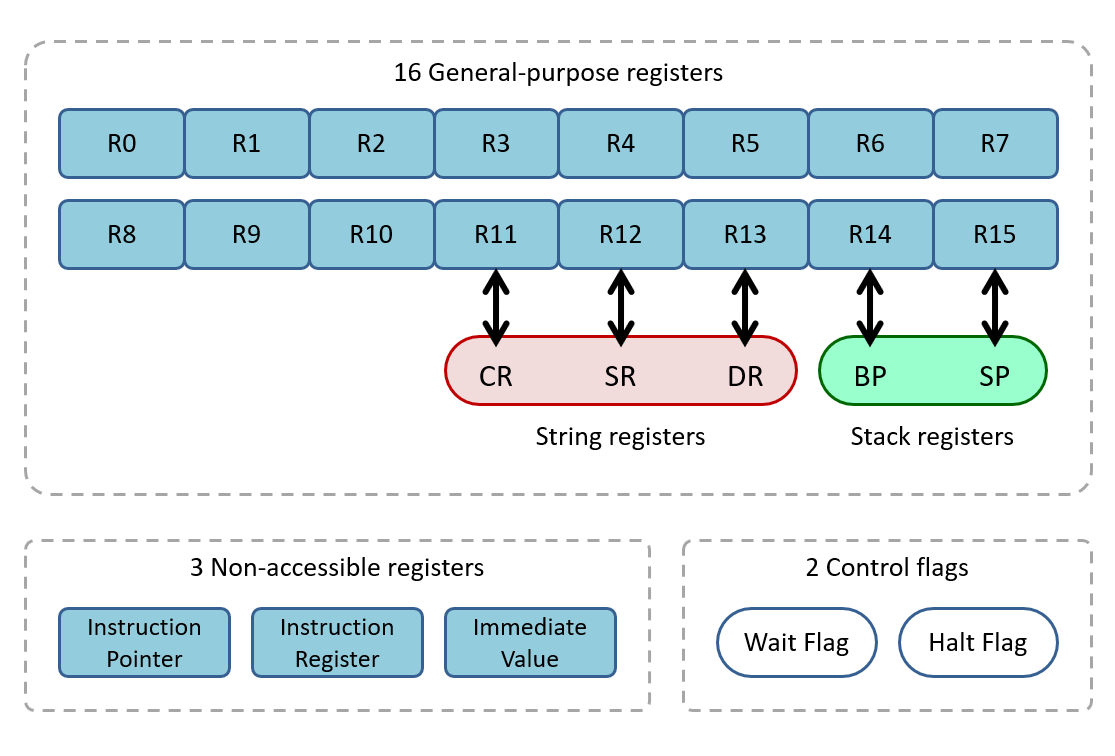 16 General-purpose registers
R0 R1 R2 R3 R4 R5 R6 R7
R8 R9 R10 R11 R12 R13 R14 R15
CR SR DR BP SP
String registers Stack registers
3 Non-accessible registers
Instruction Pointer
Instruction Register
Immediate Value
2 Control flags
Wait Flag Halt Flag